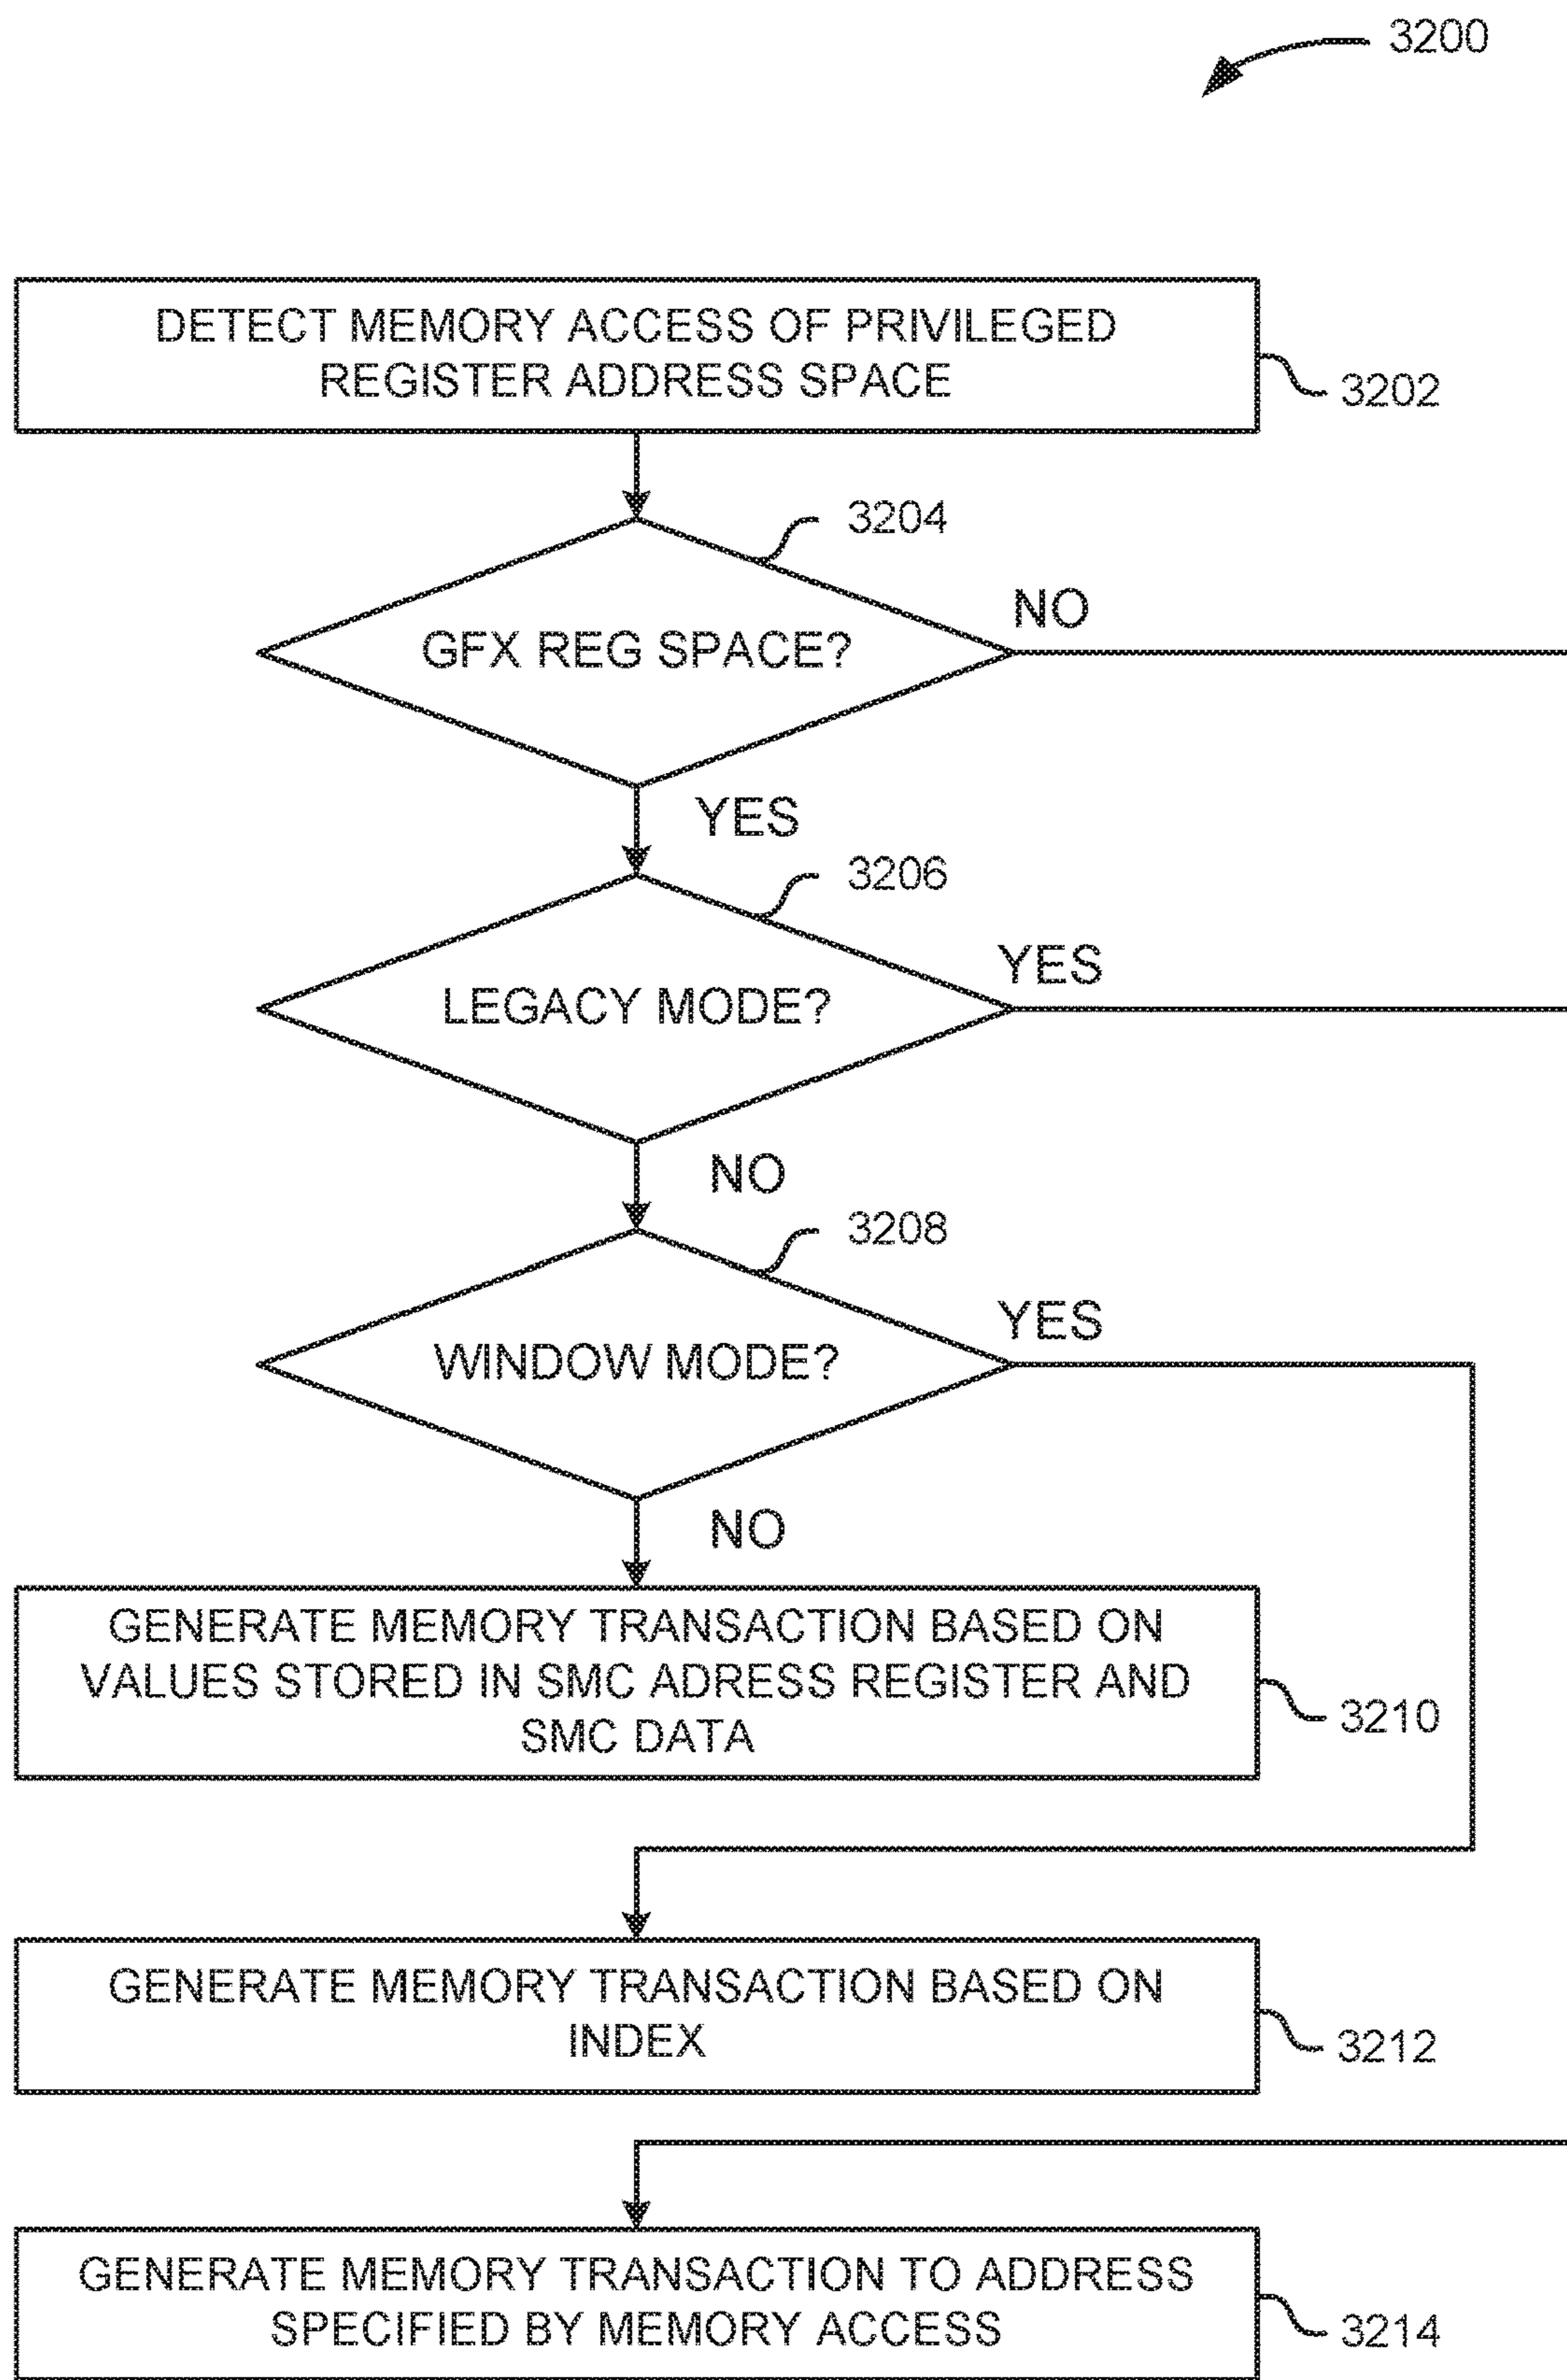 3200
DETECT MEMORY ACCESS OF PRIVILEGED
REGISTER ADDRESS SPACE
3202
3204
GFX REG SPACE?
NO
YES
3206
LEGACY MODE?
YES
NO
3208
WINDOW MODE?
YES
NO
GENERATE MEMORY TRANSACTION BASED ON
VALUES STORED IN SMC ADRESS REGISTER AND
SMC DATA
3210
GENERATE MEMORY TRANSACTION BASED ON
INDEX
3212
GENERATE MEMORY TRANSACTION TO ADDRESS
SPECIFIED BY MEMORY ACCESS
3214